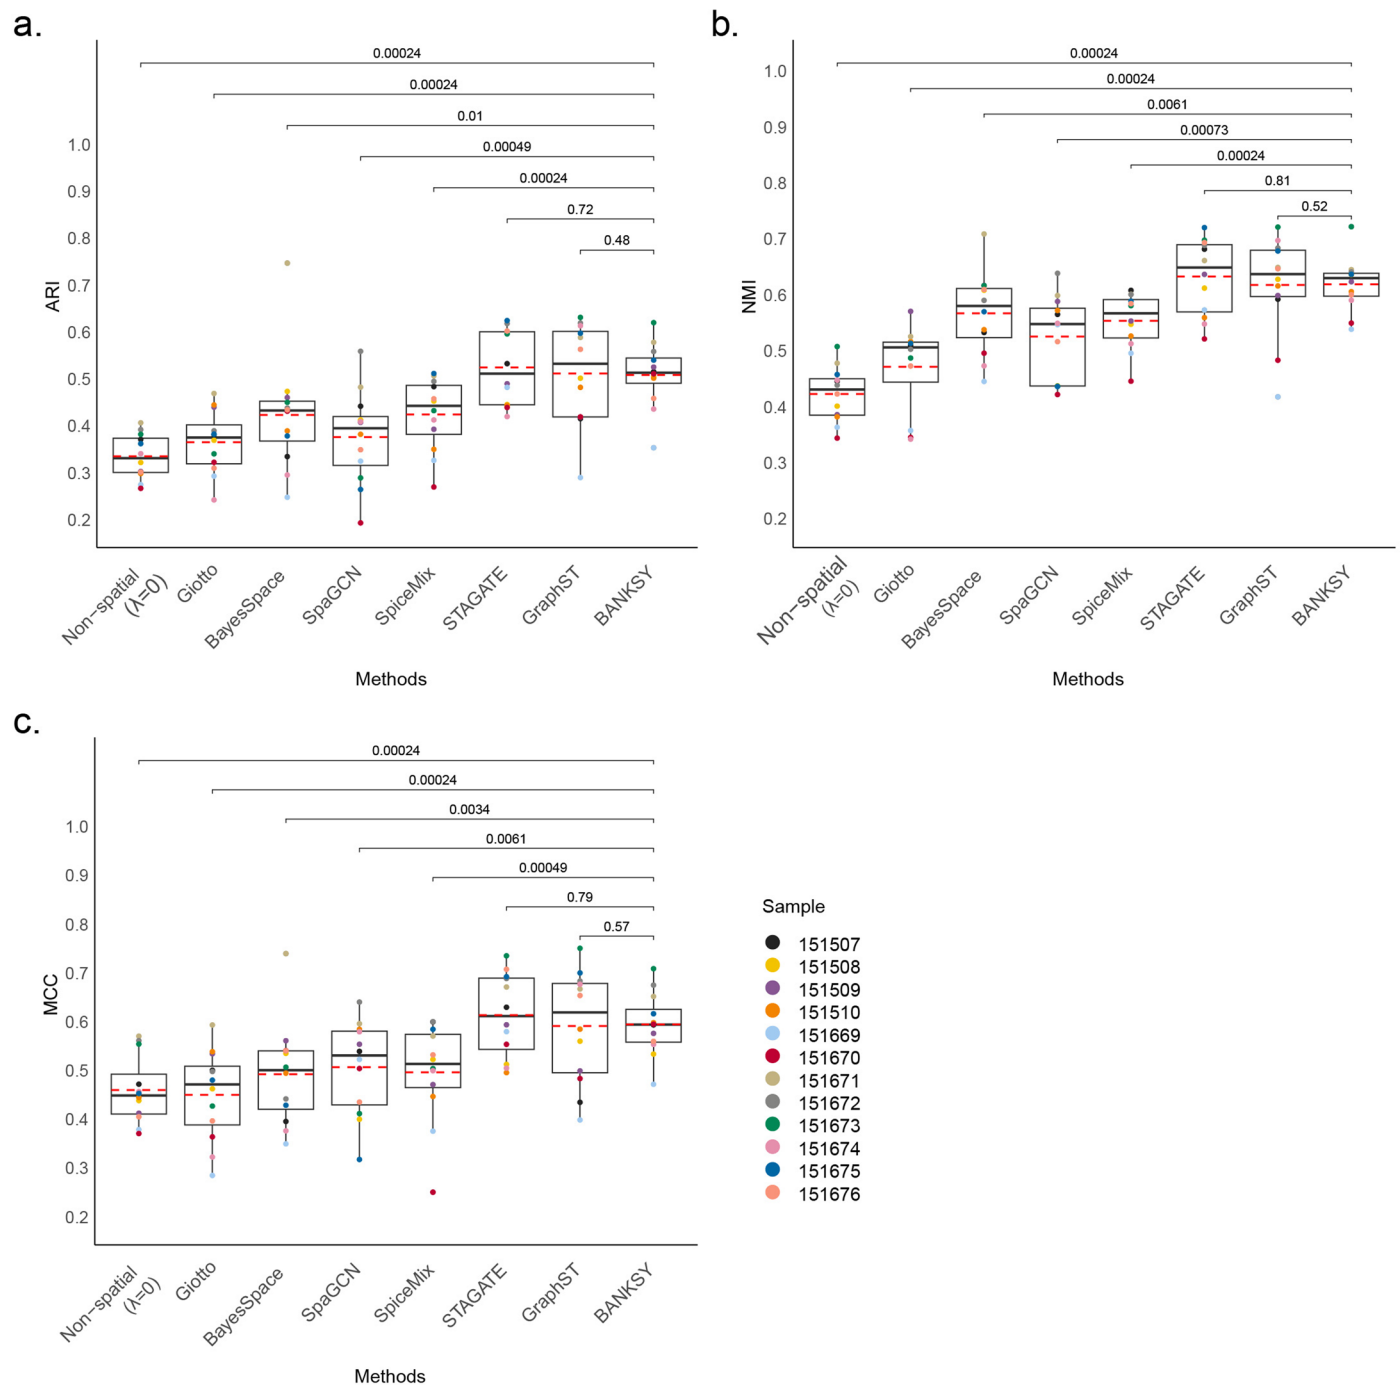 a.
0.00024
0.00024
0.01
0.00049
0.00024
0.72
0.48
1.0
0.9
0.8
0.7
0.6
0.5
0.4
0.3
0.2
ARI
Non−spatial
(λ=0)
Giotto
BayesSpace
SpaGCN
SpiceMix
STAGATE
GraphST
BANKSY
Methods
b.
0.00024
0.00024
0.0061
0.00073
0.00024
0.81
0.52
1.0
0.9
0.8
0.7
0.6
0.5
0.4
0.3
0.2
NMI
Non−spatial
(λ=0)
Giotto
BayesSpace
SpaGCN
SpiceMix
STAGATE
GraphST
BANKSY
Methods
c.
0.00024
0.00024
0.0034
0.0061
0.00049
0.79
0.57
1.0
0.9
0.8
0.7
0.6
0.5
0.4
0.3
0.2
MCC
Non−spatial
(λ=0)
Giotto
BayesSpace
SpaGCN
SpiceMix
STAGATE
GraphST
BANKSY
Methods
Sample
151507
151508
151509
151510
151669
151670
151671
151672
151673
151674
151675
151676